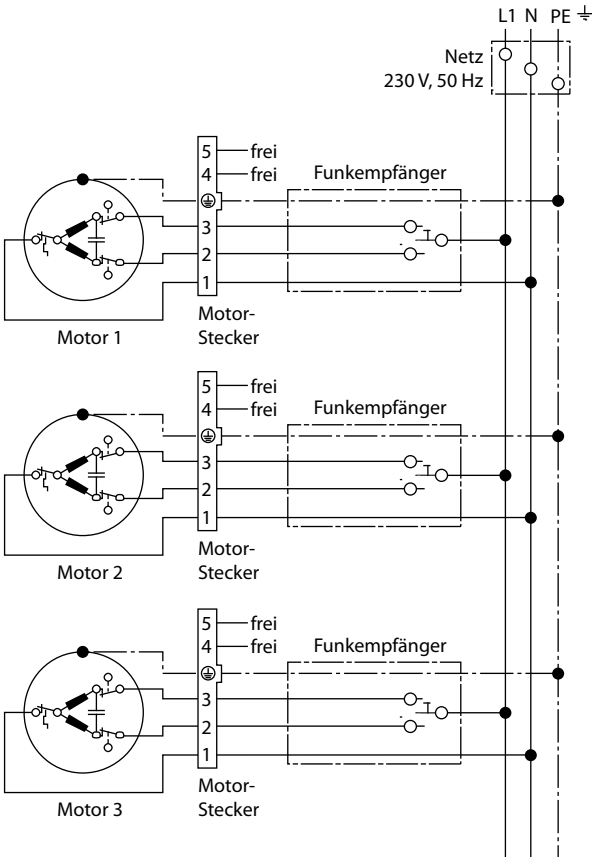 L1 N PE
Netz
230 V, 50 Hz
5 frei
4 frei
Funkempfänger
3
2
1
Motor 1
Motor-
Stecker
5 frei
4 frei
Funkempfänger
3
2
1
Motor 2
Motor-
Stecker
5 frei
4 frei
Funkempfänger
3
2
1
Motor 3
Motor-
Stecker